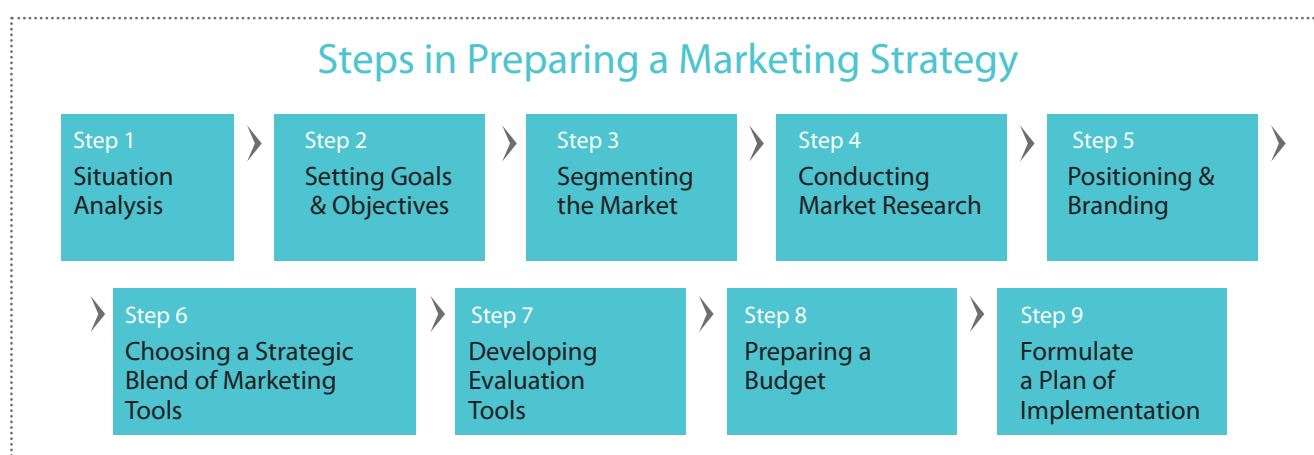 Steps in Preparing a Marketing Strategy
Step 1
Situation
Analysis
Step 2
Setting Goals
& Objectives
Step 3
Segmenting
the Market
Step 4
Conducting
Market Research
Step 5
Positioning &
Branding
Step 6
Choosing a Strategic
Blend of Marketing
Tools
Step 7
Developing
Evaluation
Tools
Step 8
Preparing a
Budget
Step 9
Formulate
a Plan of
Implementation